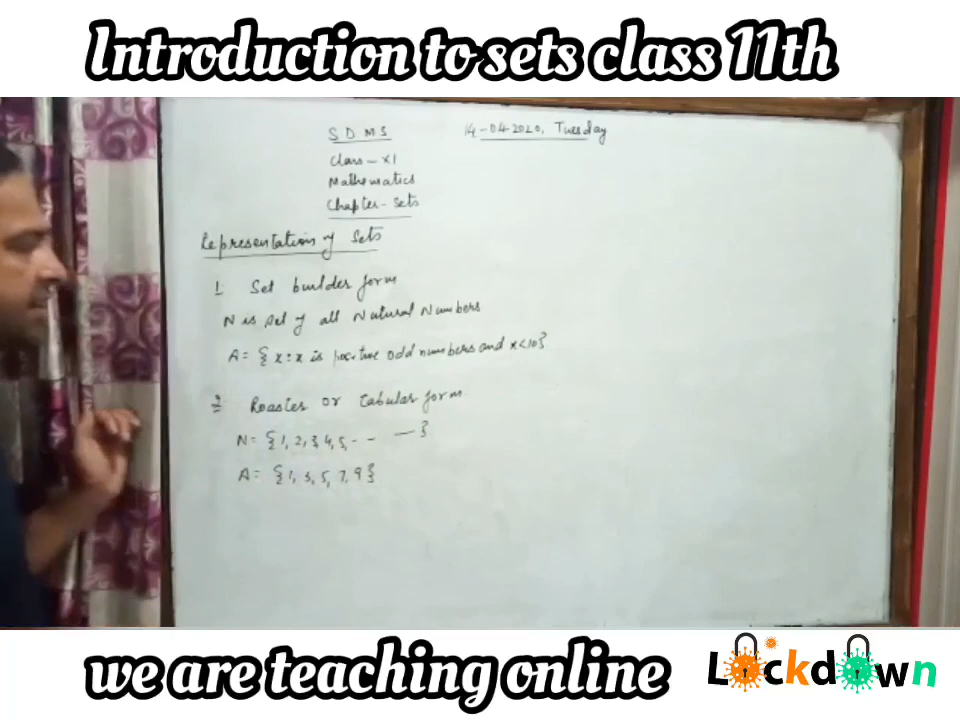 Introduction to sets class 11th
S D M S
14-04-2020, Tuesday
Class - XI
Mathematics
Chapter - Sets
Representation of Sets
1 Set builder form
N is set of all Natural Numbers
A = { x : x is positive odd numbers and x < 10 }
2 Roaster or tabular form
N = { 1, 2, 3, 4, 5, - - — }
A = { 1, 3, 5, 7, 9 }
we are teaching online
Lockdown